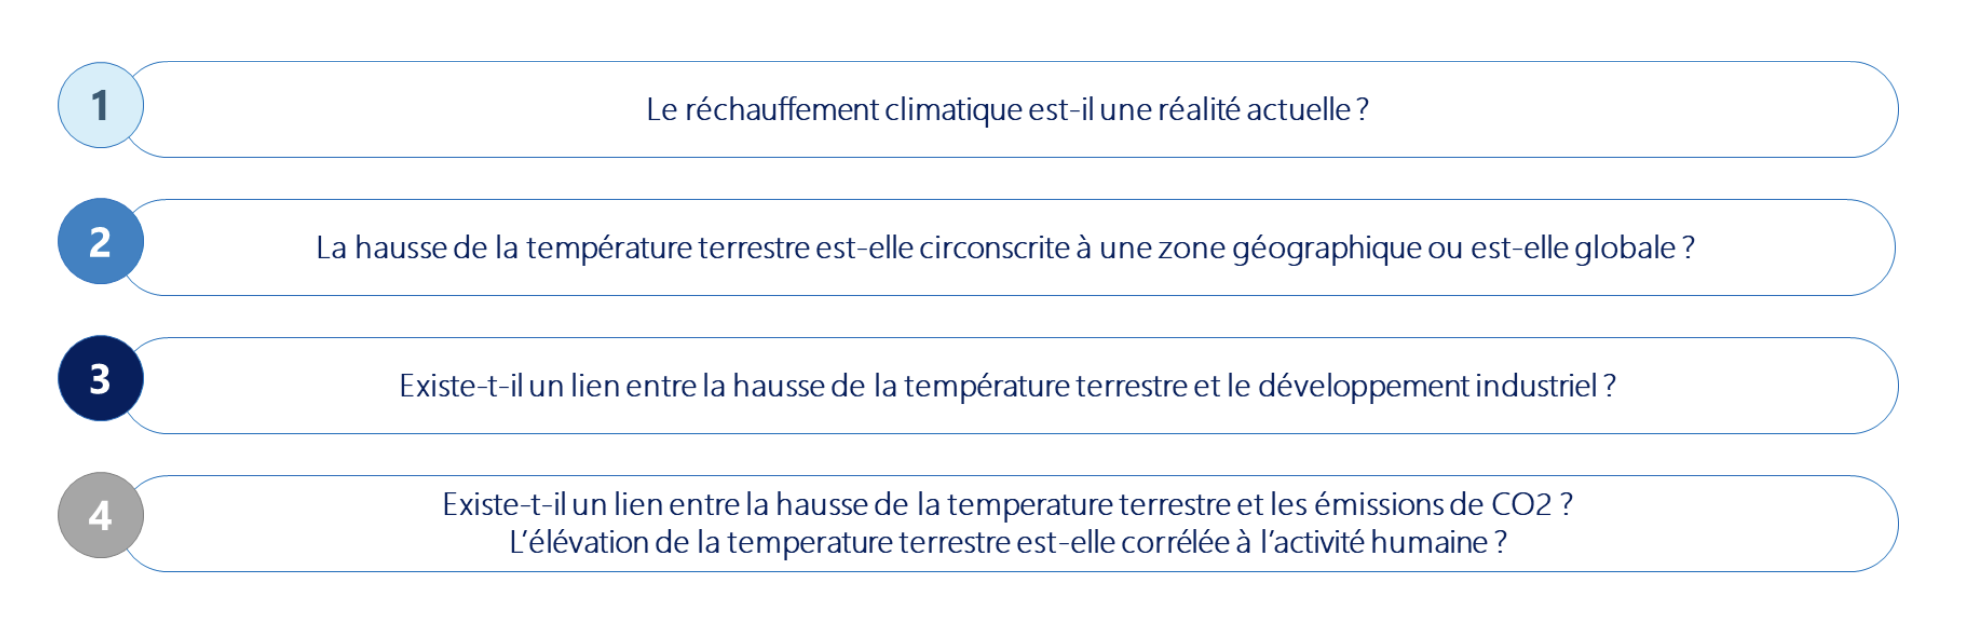 1
Le réchauffement climatique est-il une réalité actuelle ?
2
La hausse de la température terrestre est-elle circonscrite à une zone géographique ou est-elle globale ?
3
Existe-t-il un lien entre la hausse de la température terrestre et le développement industriel ?
4
Existe-t-il un lien entre la hausse de la temperature terrestre et les émissions de CO2 ?
L’élévation de la temperature terrestre est-elle corrélée à l’activité humaine ?